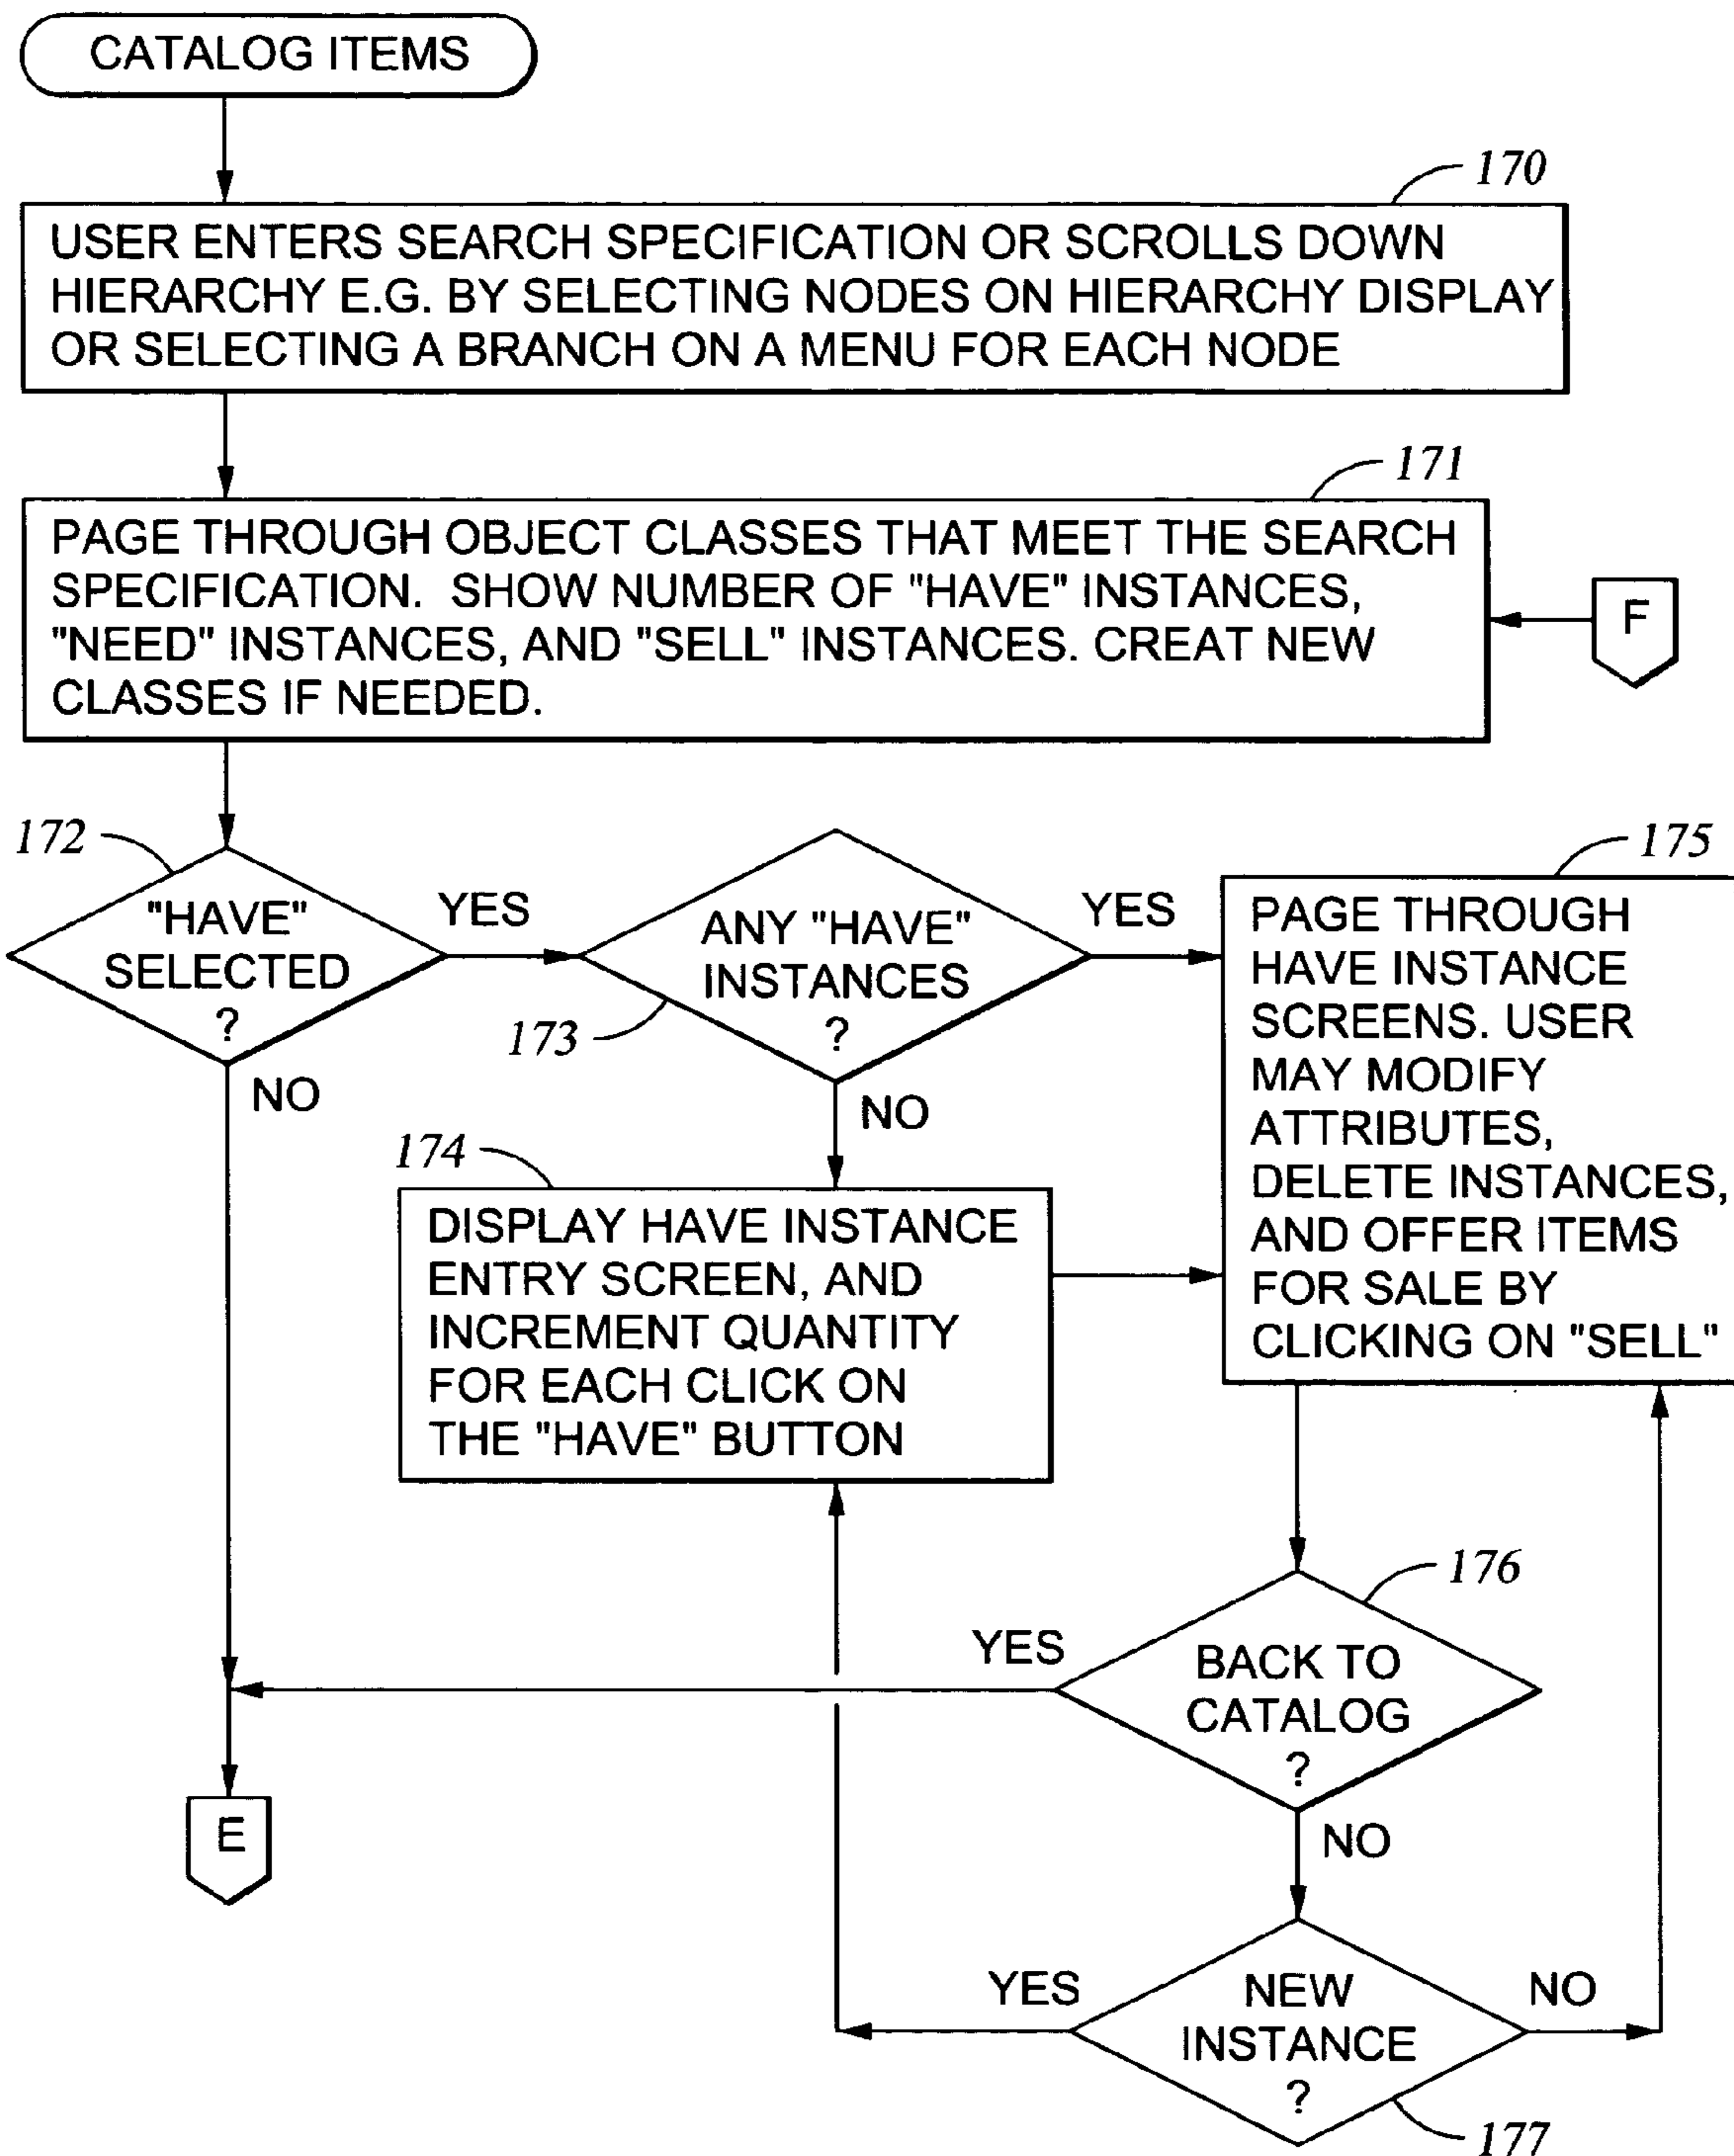 CATALOG ITEMS
170
USER ENTERS SEARCH SPECIFICATION OR SCROLLS DOWN
HIERARCHY E.G. BY SELECTING NODES ON HIERARCHY DISPLAY
OR SELECTING A BRANCH ON A MENU FOR EACH NODE
171
PAGE THROUGH OBJECT CLASSES THAT MEET THE SEARCH
SPECIFICATION. SHOW NUMBER OF "HAVE" INSTANCES,
"NEED" INSTANCES, AND "SELL" INSTANCES. CREAT NEW
CLASSES IF NEEDED.
F
172
"HAVE"
SELECTED
?
YES
NO
ANY "HAVE"
INSTANCES
?
173
YES
NO
174
DISPLAY HAVE INSTANCE
ENTRY SCREEN, AND
INCREMENT QUANTITY
FOR EACH CLICK ON
THE "HAVE" BUTTON
175
PAGE THROUGH
HAVE INSTANCE
SCREENS. USER
MAY MODIFY
ATTRIBUTES,
DELETE INSTANCES,
AND OFFER ITEMS
FOR SALE BY
CLICKING ON "SELL"
176
BACK TO
CATALOG
?
YES
NO
E
NEW
INSTANCE
?
YES
NO
177